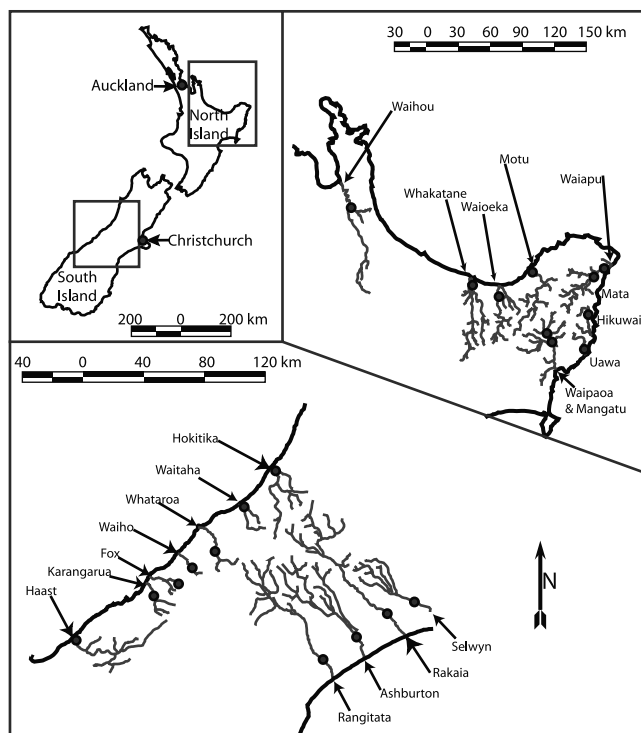 Auckland
North
Island
Christchurch
South
Island
200 0 200 km
30 0 30 60 90 120 150 km
Waihou
Motu
Whakatane
Waioeka
Waiapu
Mata
Hikuwai
Uawa
Waipaoa
& Mangatu
40 0 40 80 120 km
Hokitika
Waitaha
Whataroa
Waiho
Fox
Karangarua
Haast
N
Selwyn
Rakaia
Ashburton
Rangitata